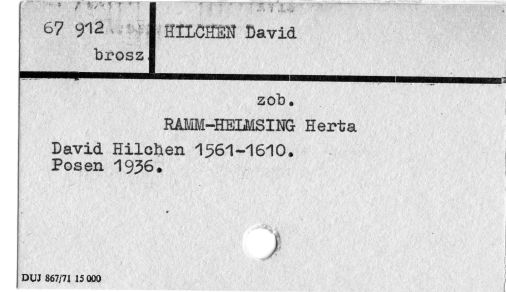 67 912
HILCHEN David
brosz
zob.
RAMM-HELMSING Herta
David Hilchen 1561-1610.
Posen 1936.
DUJ 867/71 15 000